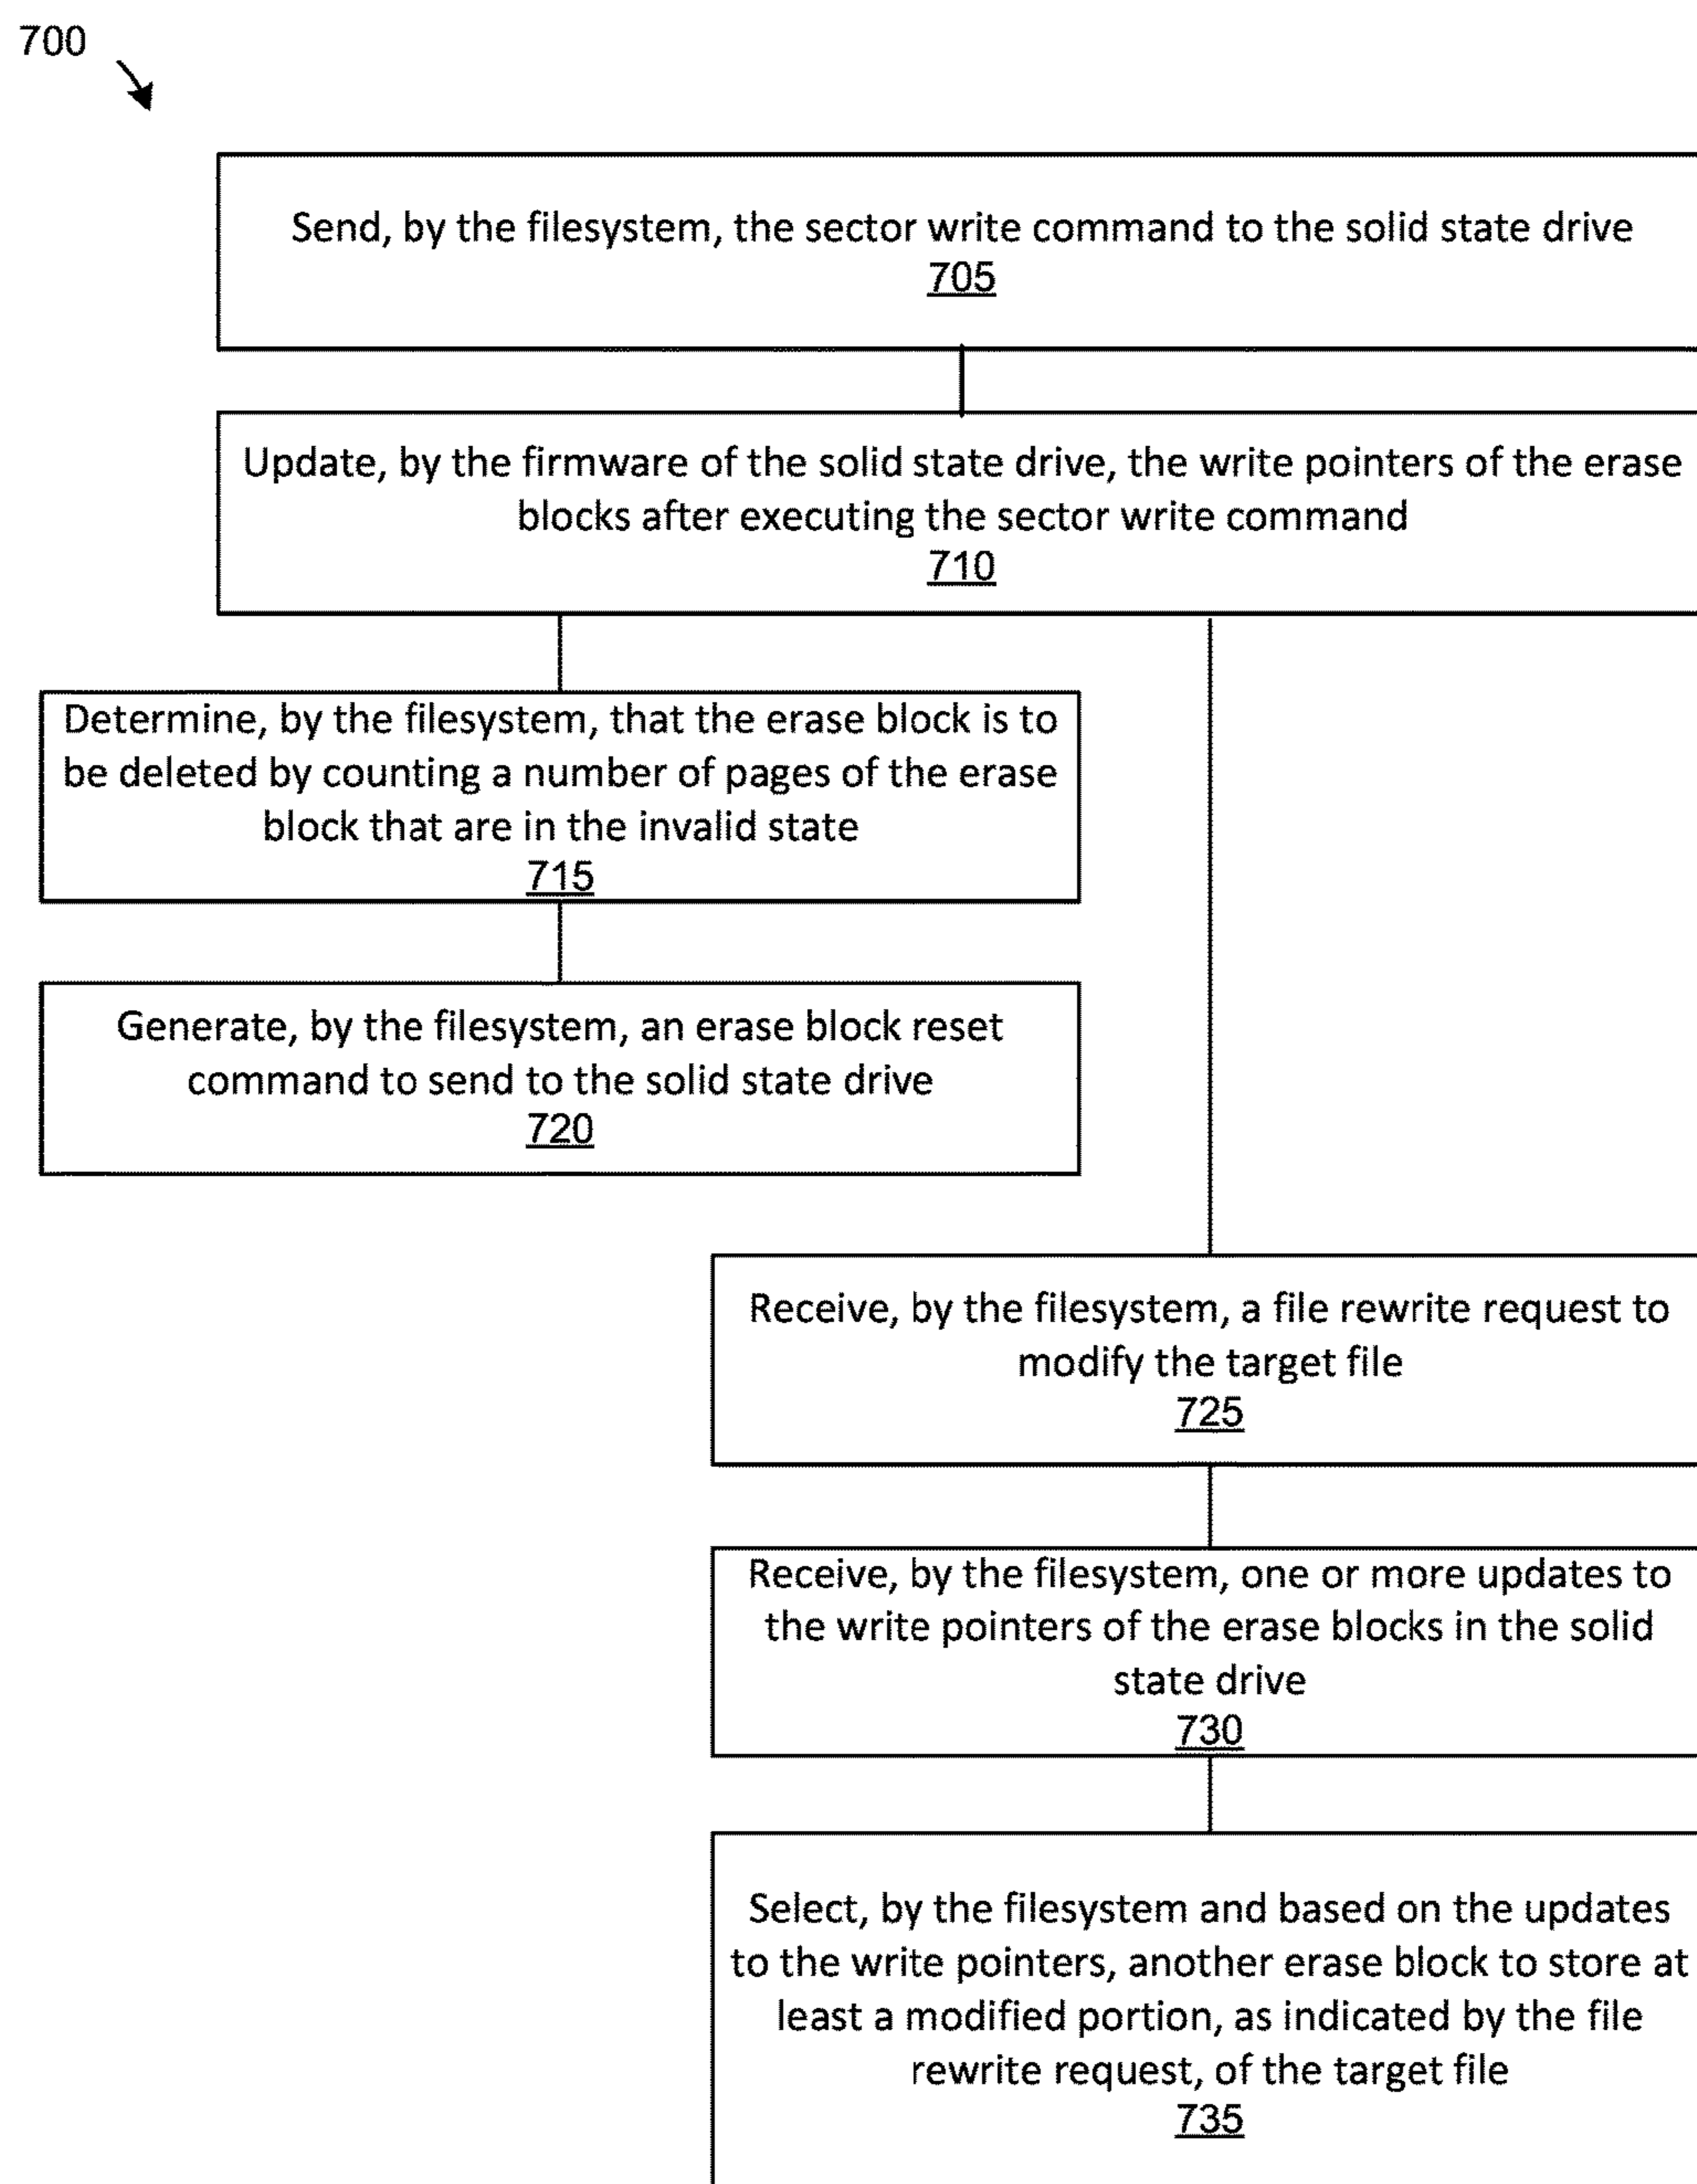 700
Send, by the filesystem, the sector write command to the solid state drive
705
Update, by the firmware of the solid state drive, the write pointers of the erase
blocks after executing the sector write command
710
Determine, by the filesystem, that the erase block is to
be deleted by counting a number of pages of the erase
block that are in the invalid state
715
Generate, by the filesystem, an erase block reset
command to send to the solid state drive
720
Receive, by the filesystem, a file rewrite request to
modify the target file
725
Receive, by the filesystem, one or more updates to
the write pointers of the erase blocks in the solid
state drive
730
Select, by the filesystem and based on the updates
to the write pointers, another erase block to store at
least a modified portion, as indicated by the file
rewrite request, of the target file
735